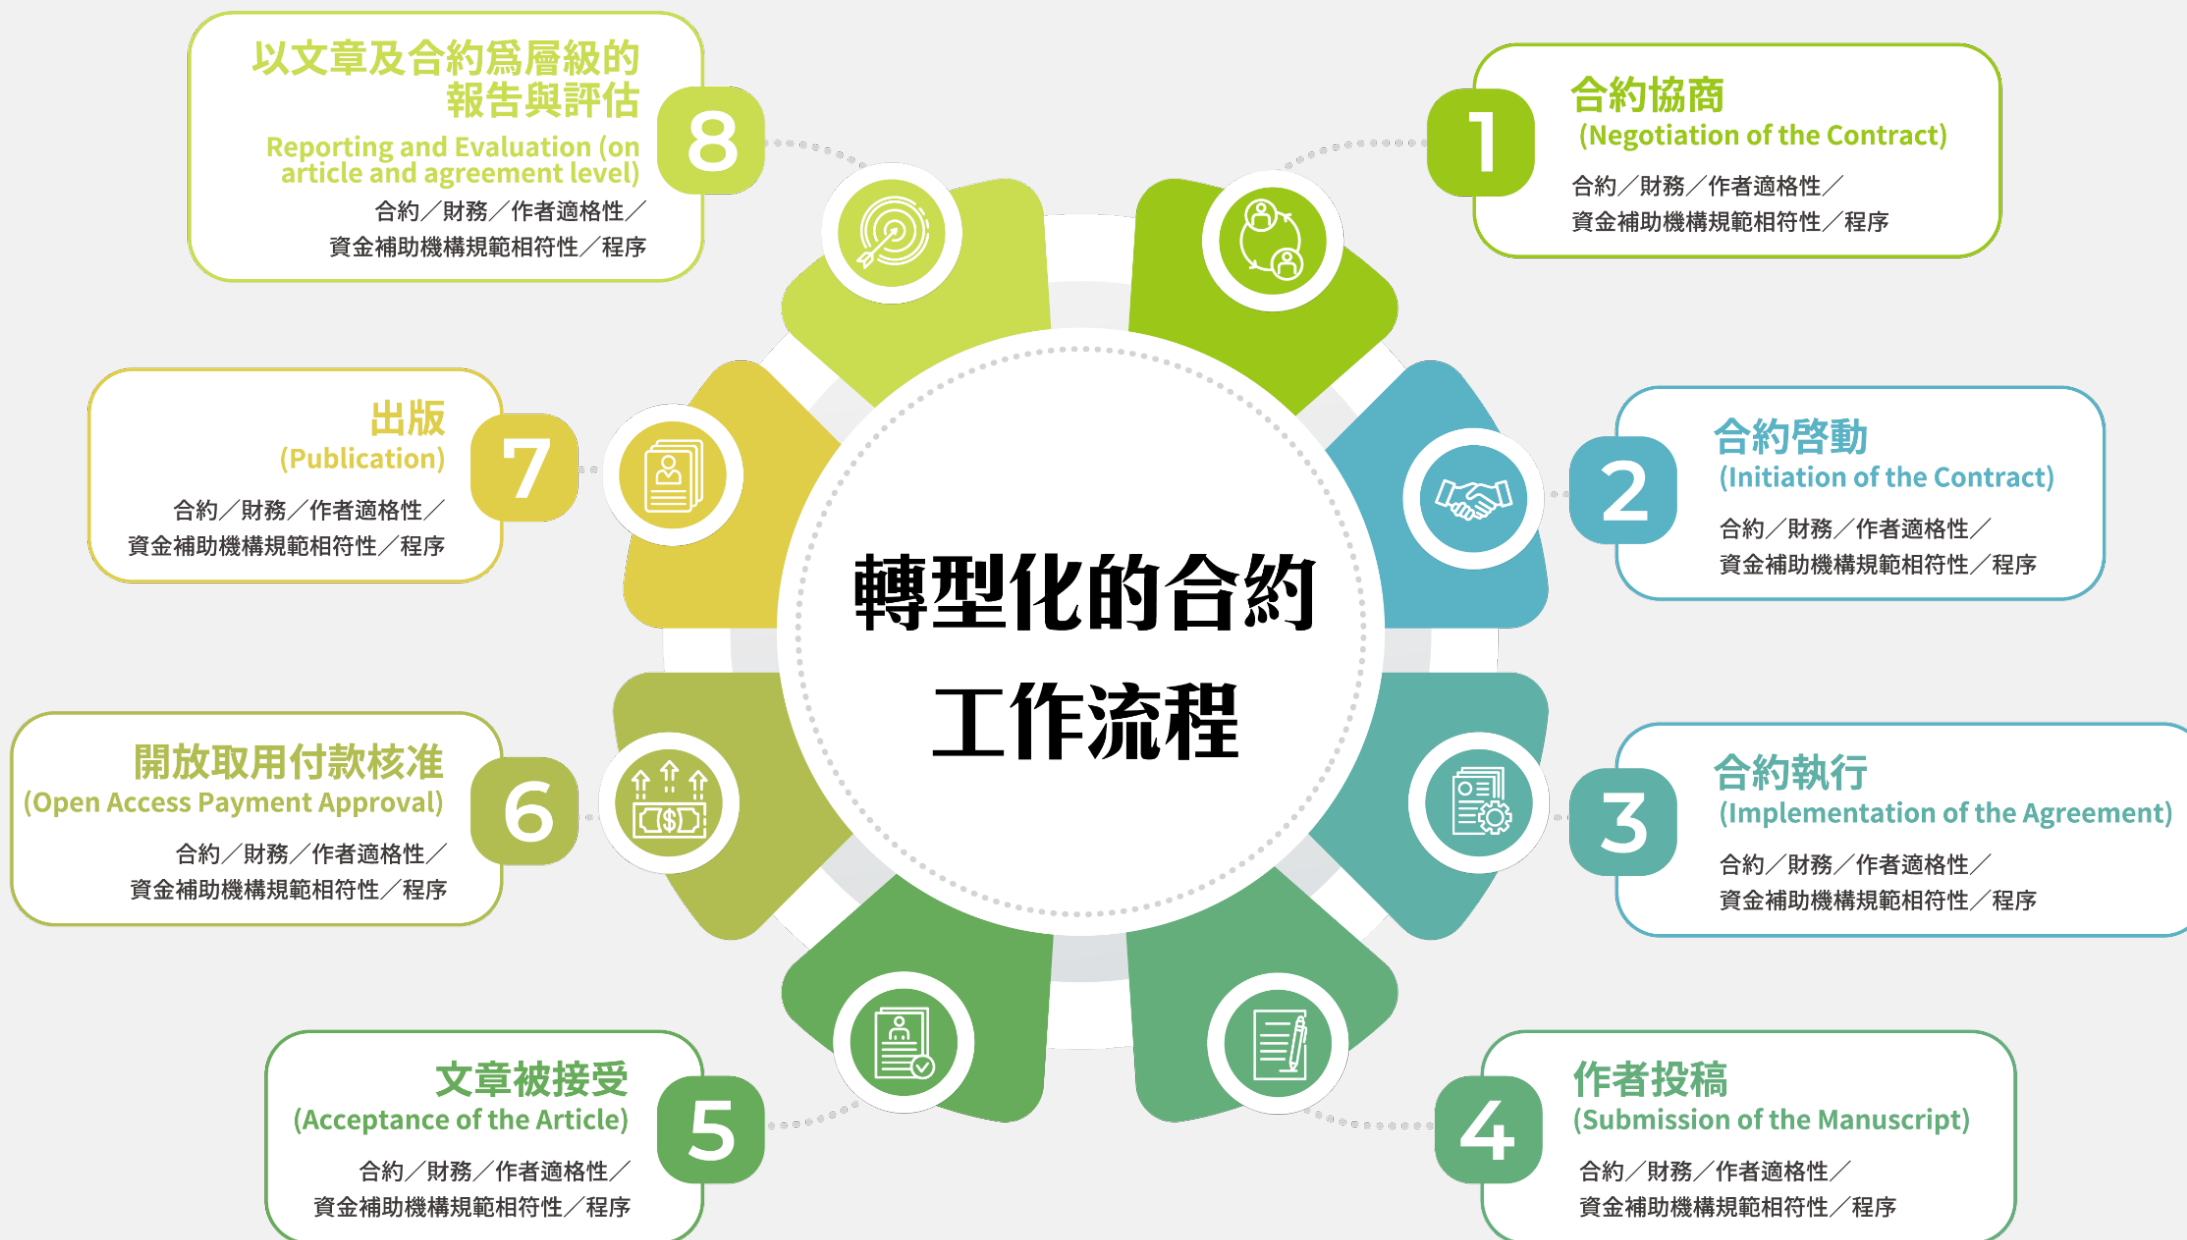 轉型化的合約
工作流程
1
合約協商
(Negotiation of the Contract)
合約／財務／作者適格性／
資金補助機構規範相符性／程序
2
合約啓動
(Initiation of the Contract)
合約／財務／作者適格性／
資金補助機構規範相符性／程序
3
合約執行
(Implementation of the Agreement)
合約／財務／作者適格性／
資金補助機構規範相符性／程序
4
作者投稿
(Submission of the Manuscript)
合約／財務／作者適格性／
資金補助機構規範相符性／程序
5
文章被接受
(Acceptance of the Article)
合約／財務／作者適格性／
資金補助機構規範相符性／程序
6
開放取用付款核准
(Open Access Payment Approval)
合約／財務／作者適格性／
資金補助機構規範相符性／程序
7
出版
(Publication)
合約／財務／作者適格性／
資金補助機構規範相符性／程序
8
以文章及合約爲層級的
報告與評估
Reporting and Evaluation (on
article and agreement level)
合約／財務／作者適格性／
資金補助機構規範相符性／程序
$